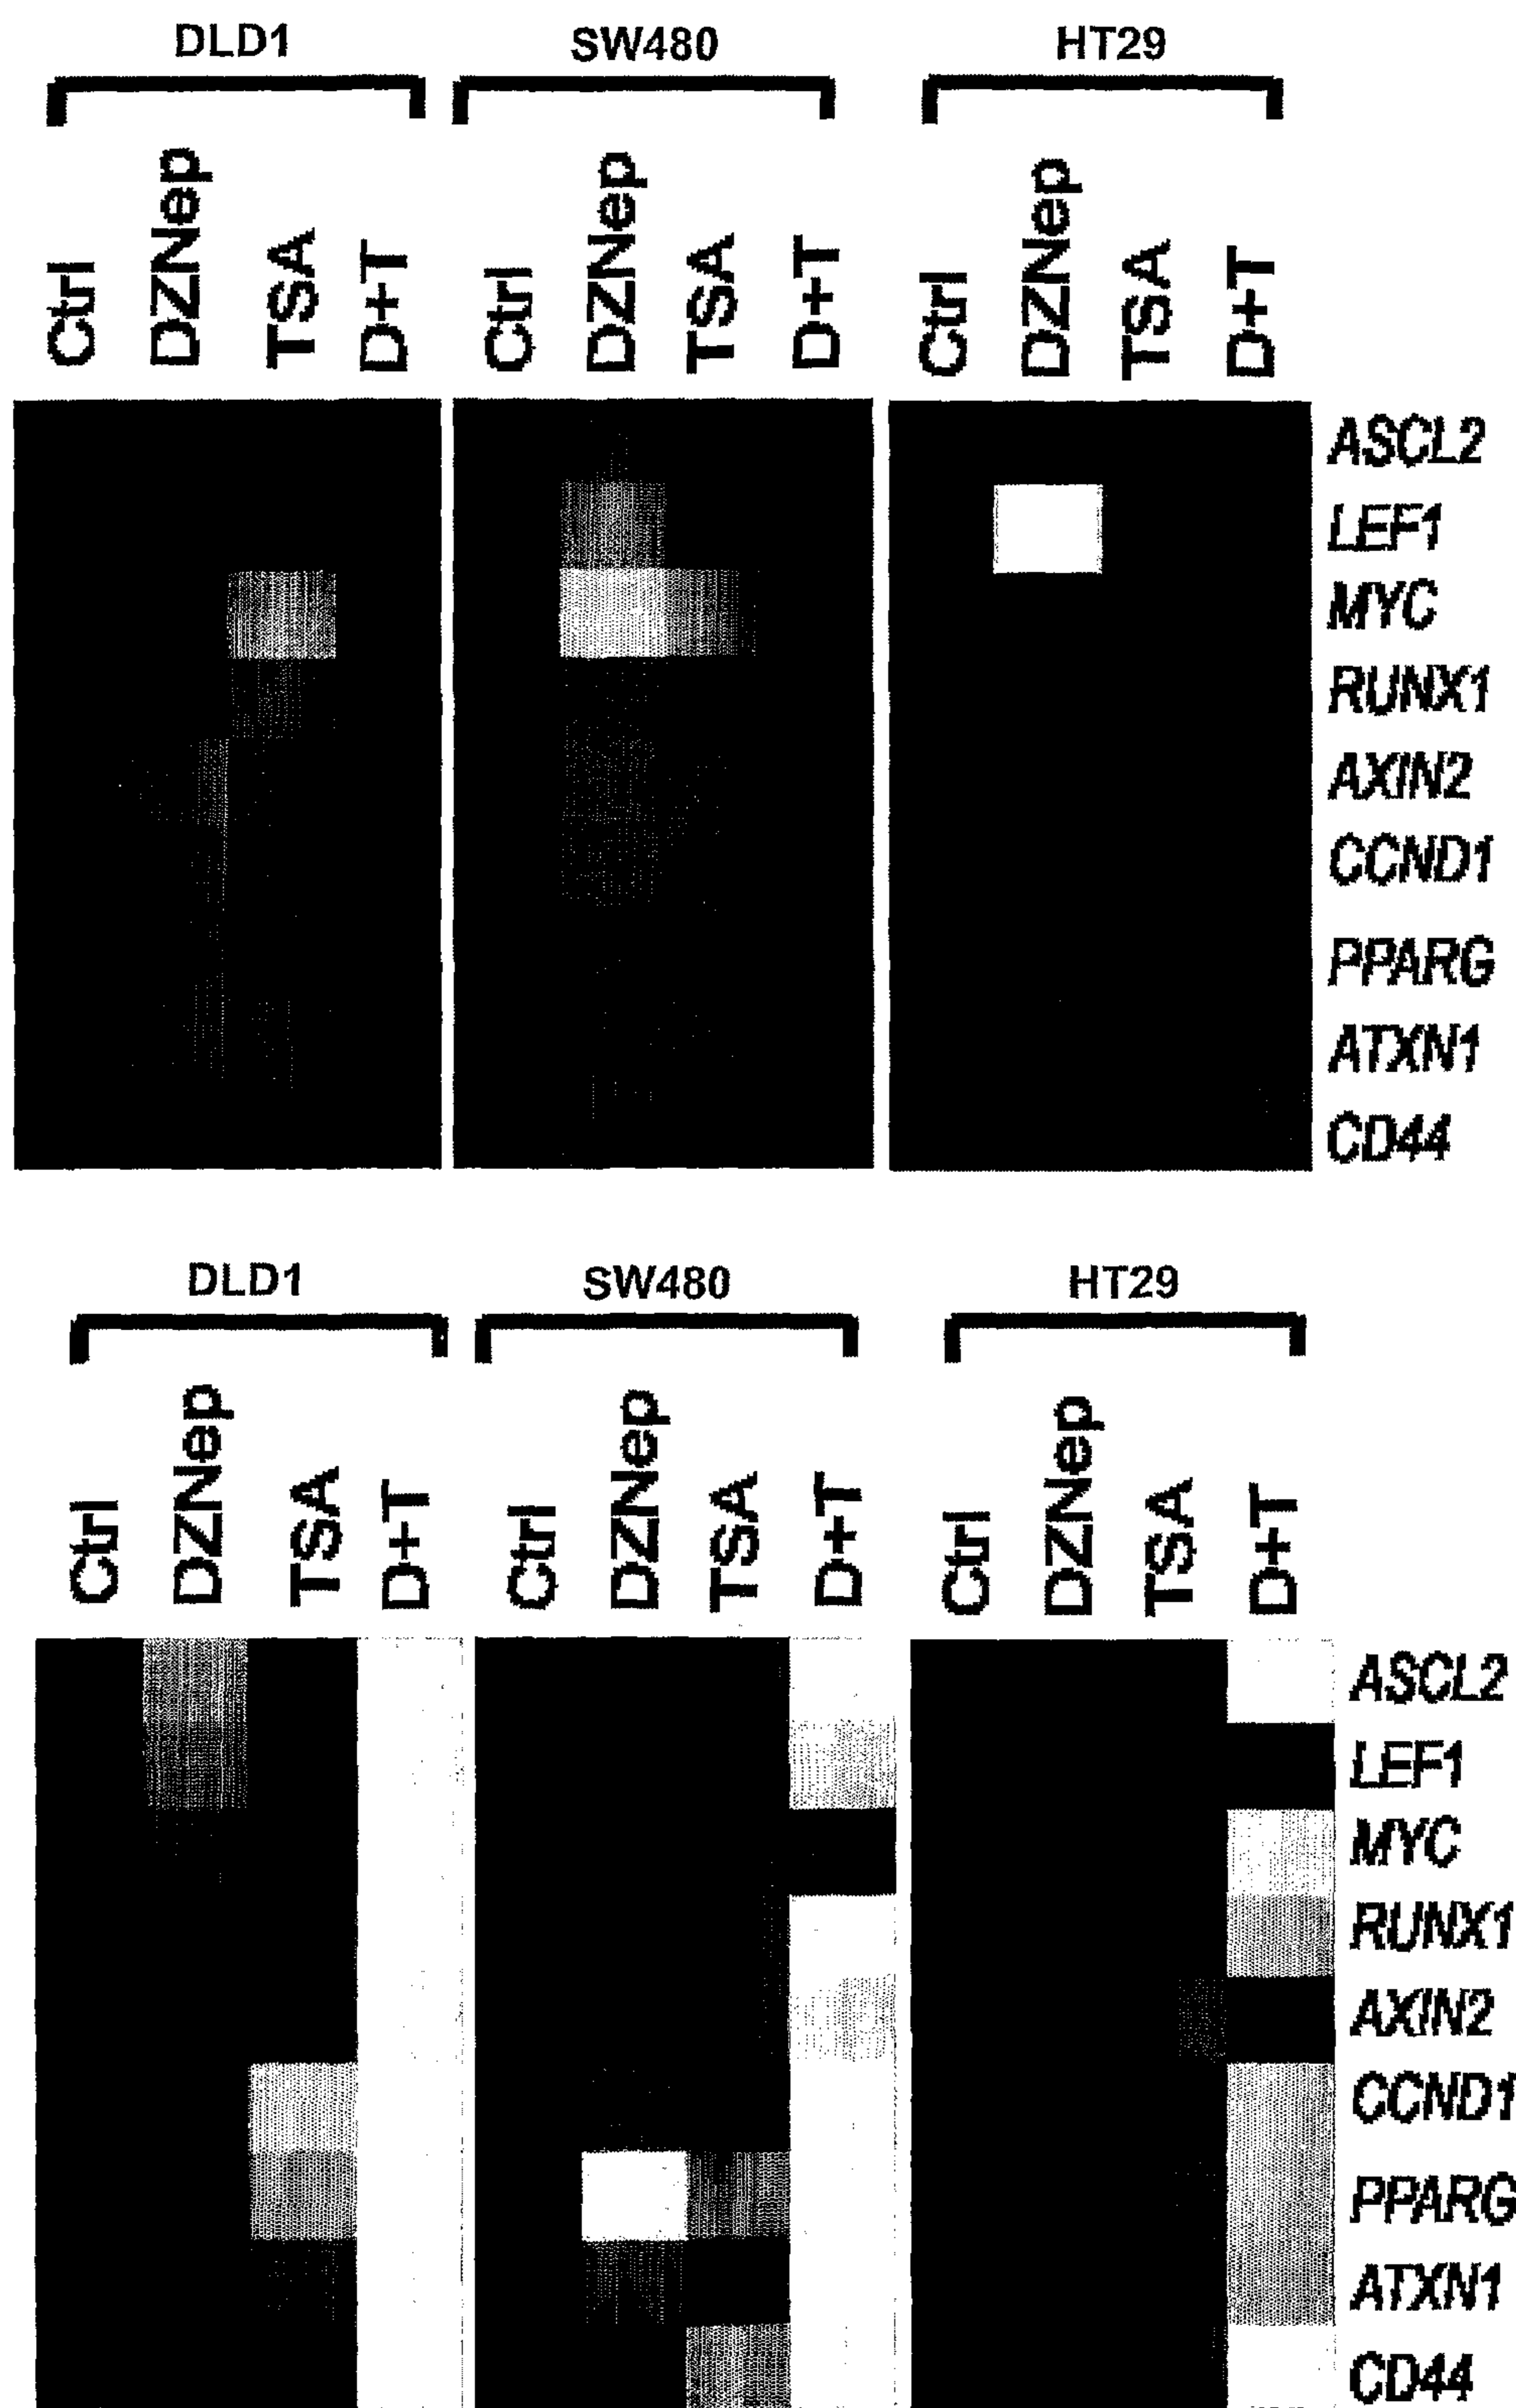 DLD1 SW480 HT29
Ctrl DZNep TSA D+T Ctrl DZNep TSA D+T Ctrl DZNep TSA D+T
ASCL2
LEF1
MYC
RUNX1
AXIN2
CCND1
PPARG
ATXN1
CD44
DLD1 SW480 HT29
Ctrl DZNep TSA D+T Ctrl DZNep TSA D+T Ctrl DZNep TSA D+T
ASCL2
LEF1
MYC
RUNX1
AXIN2
CCND1
PPARG
ATXN1
CD44